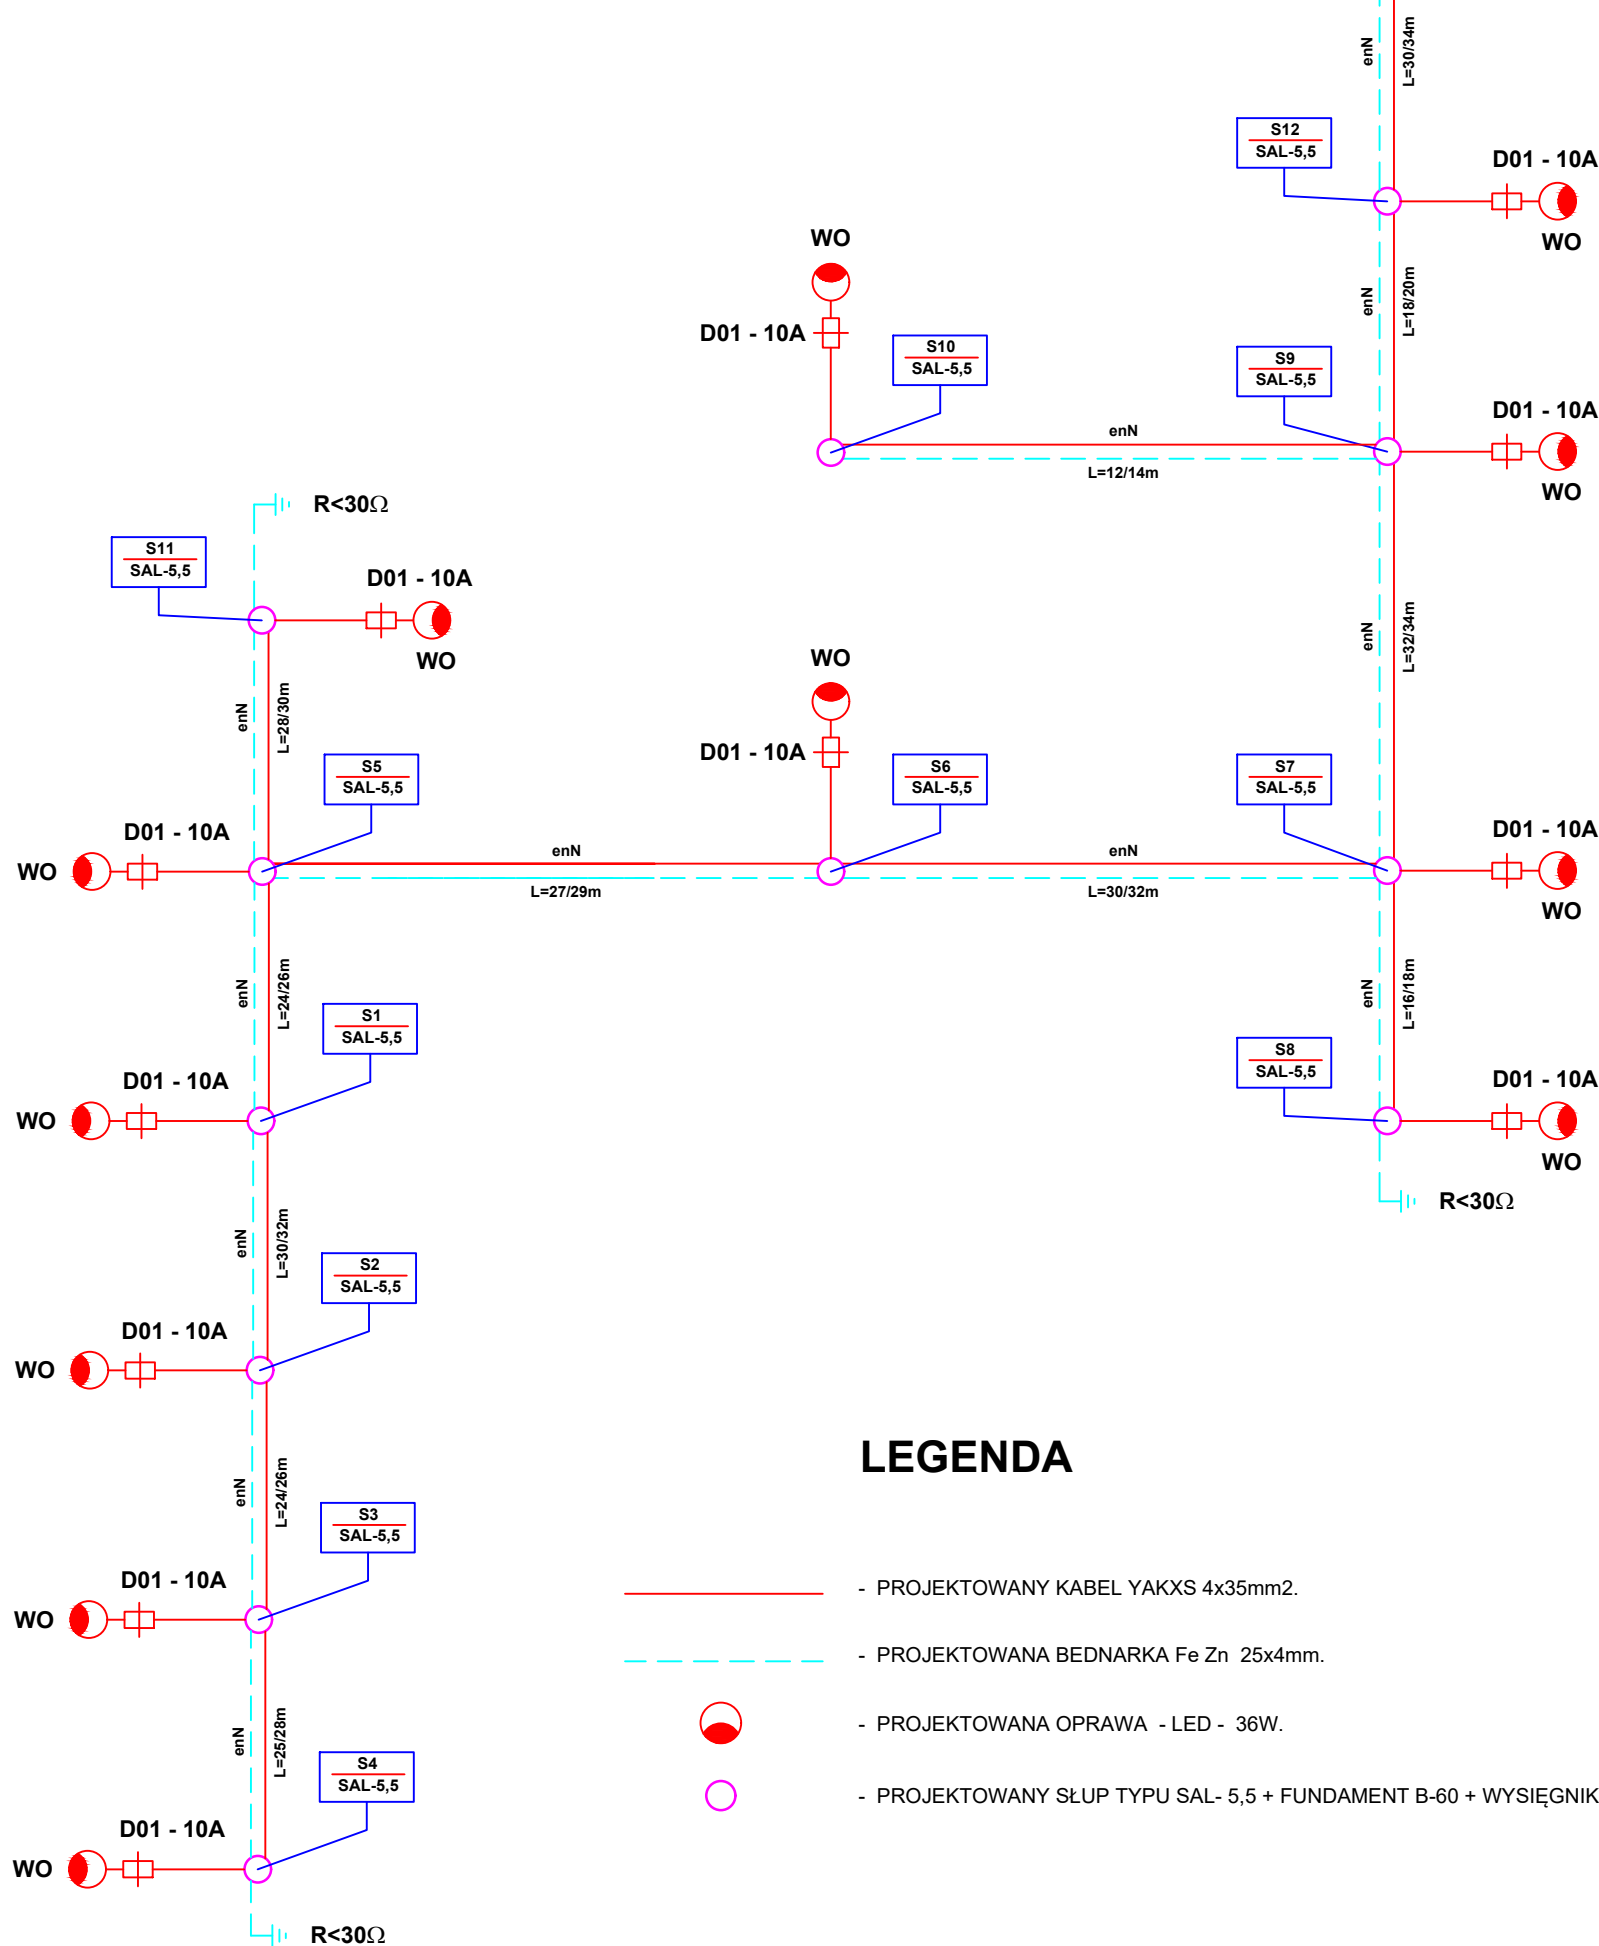 enN
L=30/34m
S12
SAL-5,5
D01 - 10A
WO
enN
L=18/20m
WO
D01 - 10A
S10
SAL-5,5
S9
SAL-5,5
D01 - 10A
WO
enN
L=12/14m
R<30Ω
S11
SAL-5,5
D01 - 10A
WO
enN
L=28/30m
enN
L=32/34m
WO
D01 - 10A
S5
SAL-5,5
S6
SAL-5,5
S7
SAL-5,5
D01 - 10A
WO
D01 - 10A
WO
enN
L=27/29m
enN
L=30/32m
enN
L=24/26m
enN
L=16/18m
S1
SAL-5,5
S8
SAL-5,5
D01 - 10A
WO
D01 - 10A
WO
R<30Ω
enN
L=30/32m
S2
SAL-5,5
D01 - 10A
WO
enN
L=24/26m
S3
SAL-5,5
D01 - 10A
WO
enN
L=25/28m
S4
SAL-5,5
D01 - 10A
WO
R<30Ω
LEGENDA
- PROJEKTOWANY KABEL YAKXS 4x35mm2.
- PROJEKTOWANA BEDNARKA Fe Zn 25x4mm.
- PROJEKTOWANA OPRAWA - LED - 36W.
- PROJEKTOWANY SŁUP TYPU SAL- 5,5 + FUNDAMENT B-60 + WYSIĘGNIK